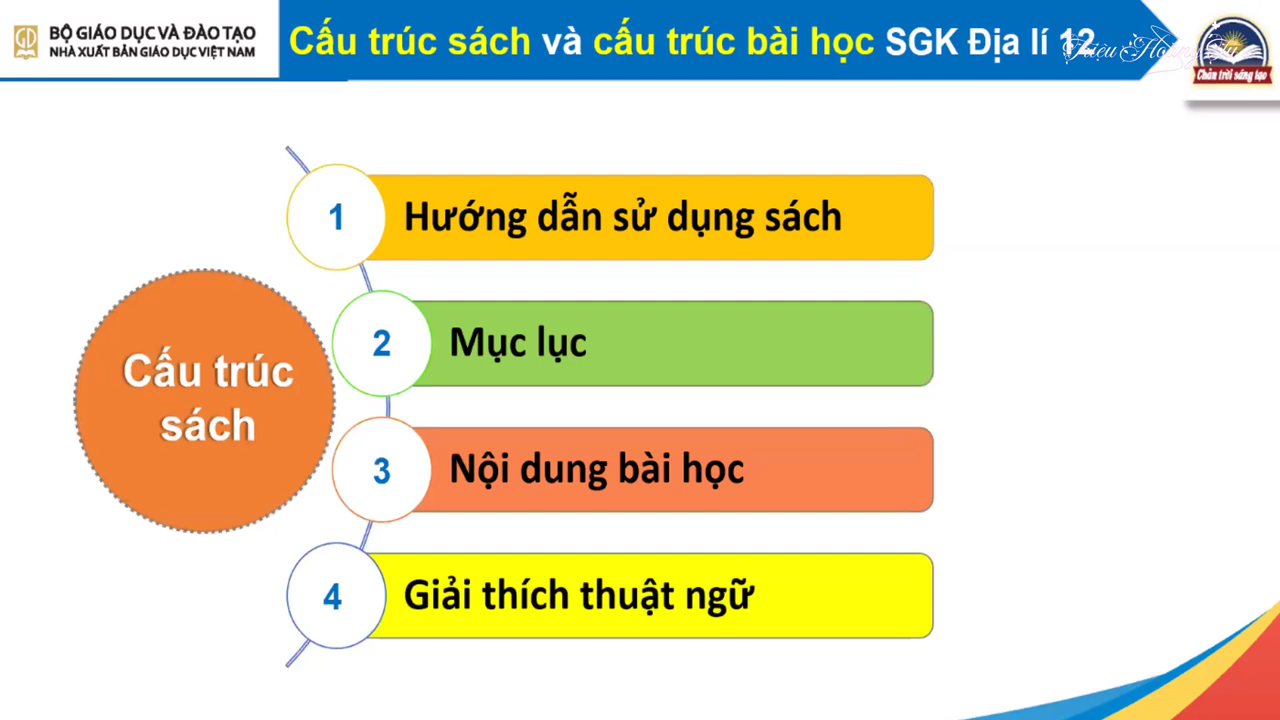 BỘ GIÁO DỤC VÀ ĐÀO TẠO
NHÀ XUẤT BẢN GIÁO DỤC VIỆT NAM
Cấu trúc sách và cấu trúc bài học SGK Địa lí 12
Chân trời sáng tạo
1 Hướng dẫn sử dụng sách
2 Mục lục
Cấu trúc
sách
3 Nội dung bài học
4 Giải thích thuật ngữ